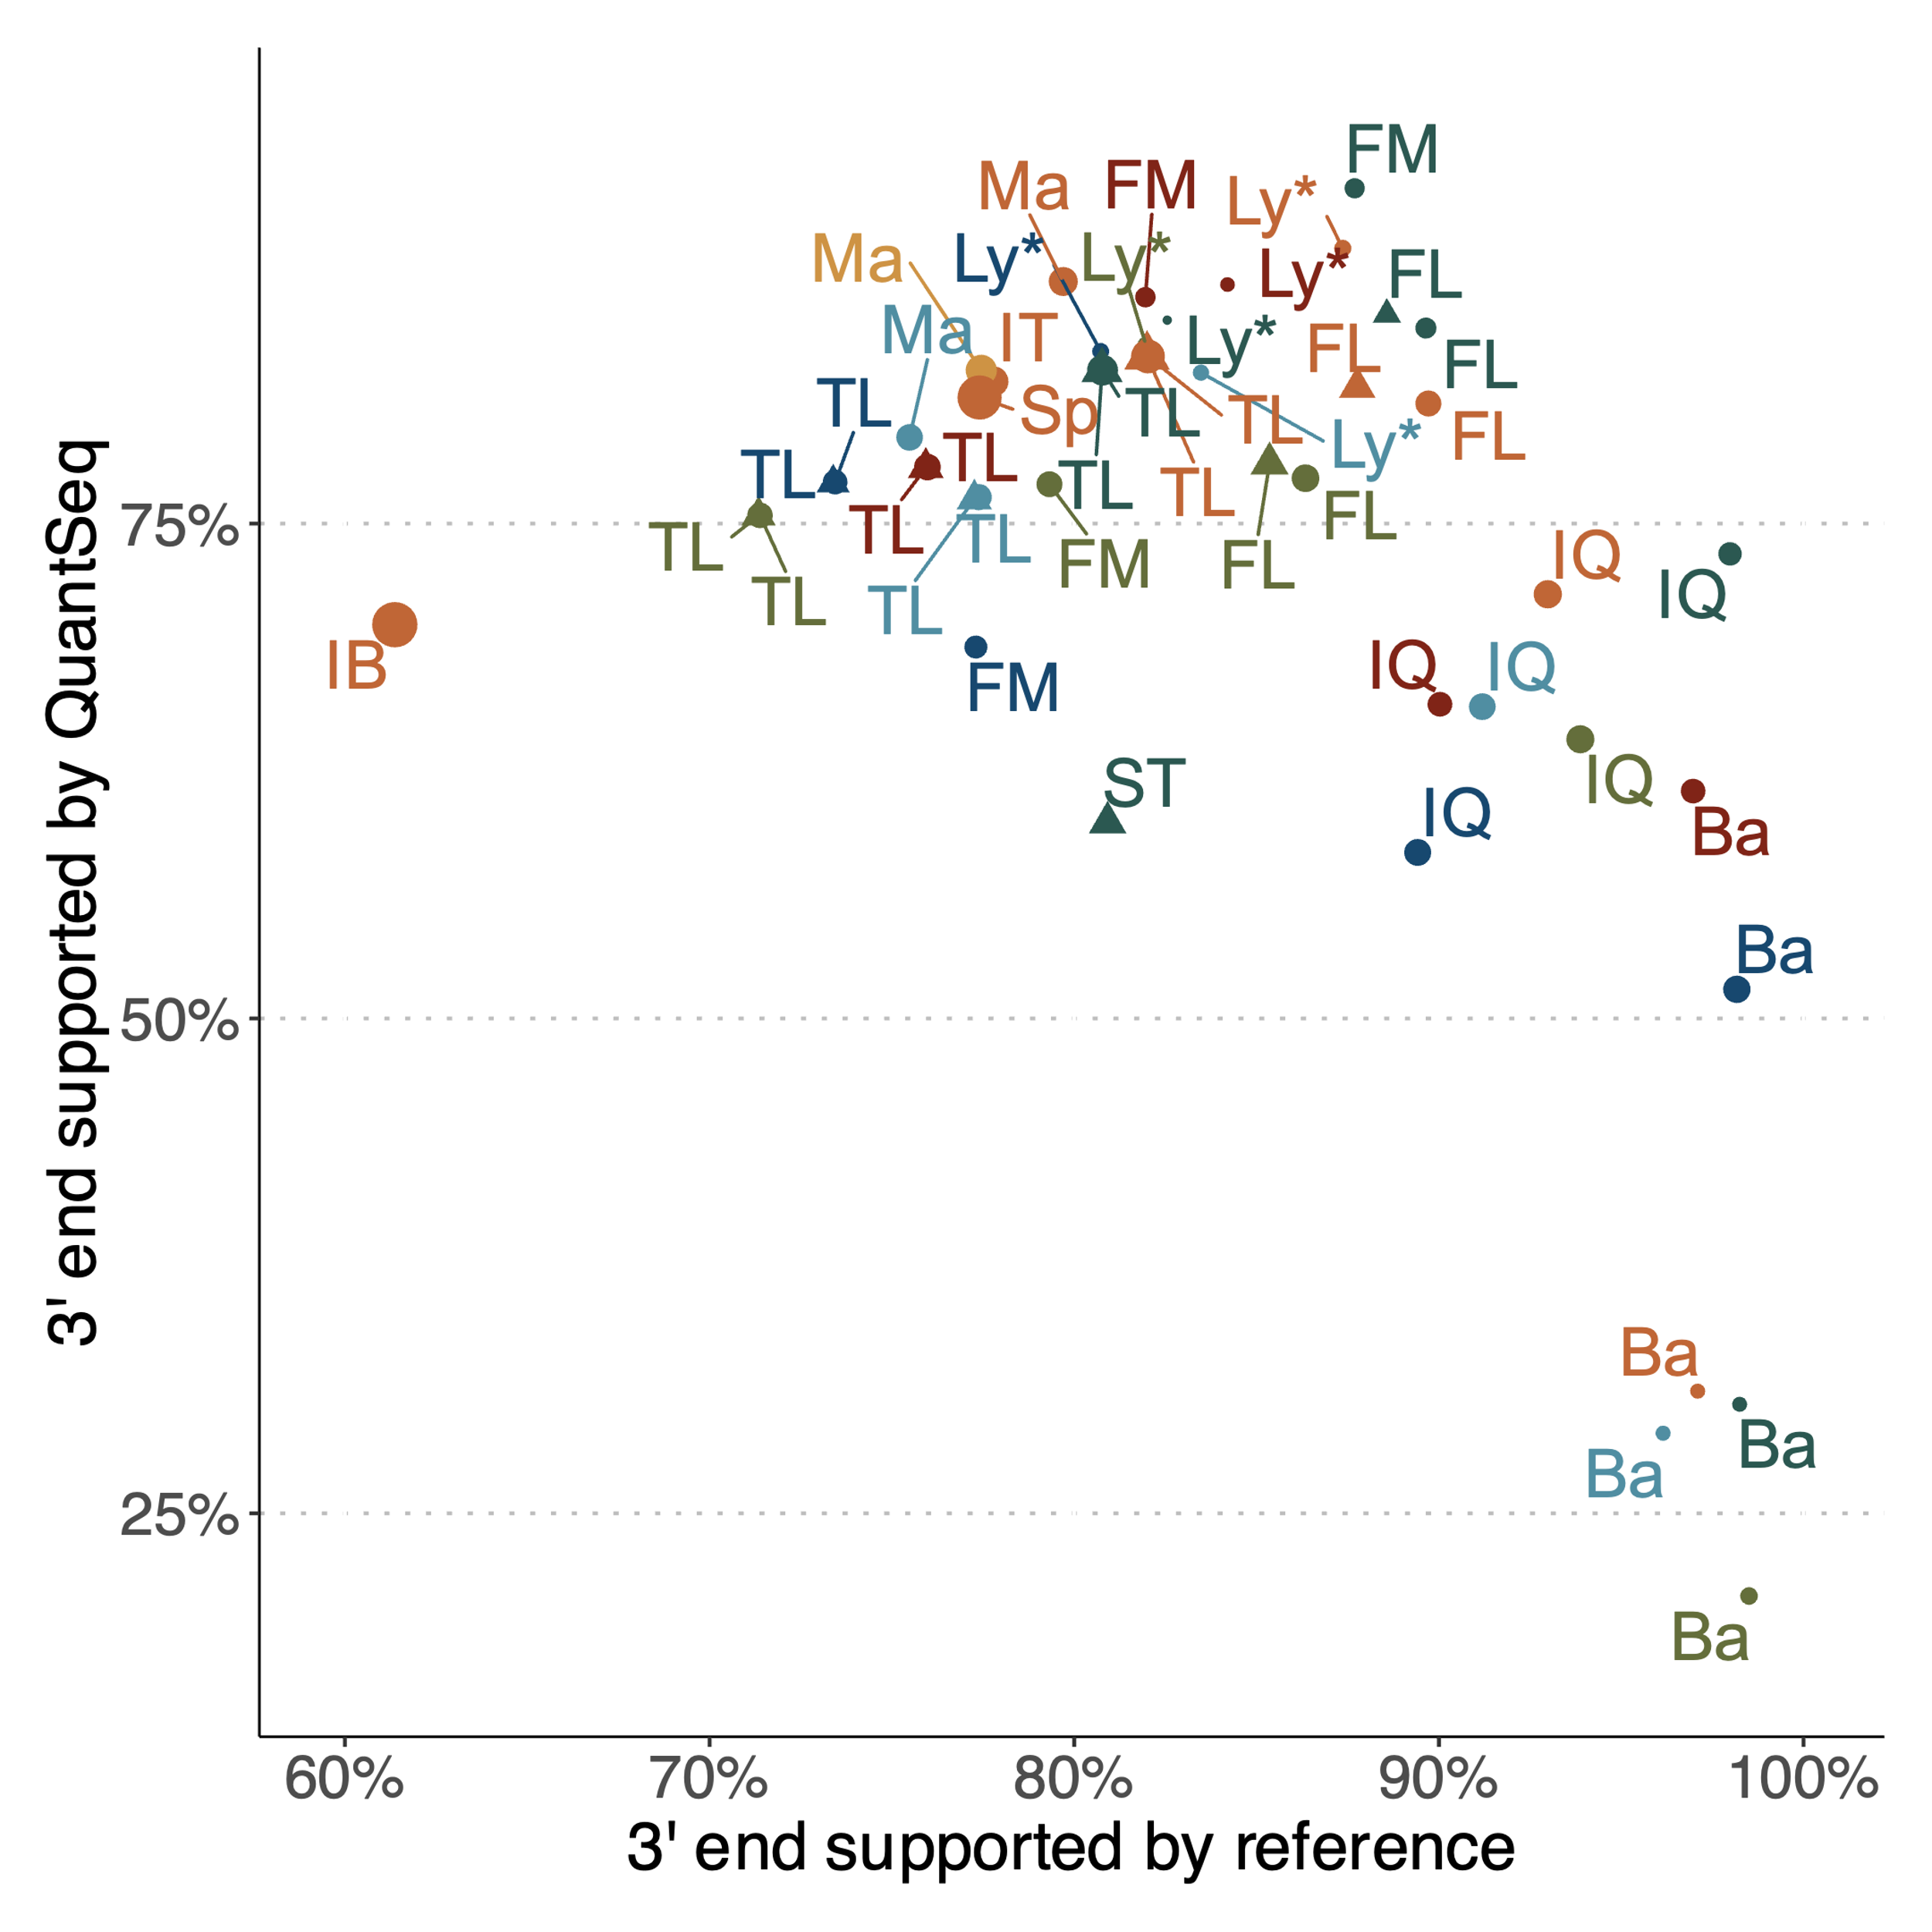 FM
Ma
FM
Ly*
Ma
Ly*
Ly*
Ly*
FL
Ma
IT
Ly*
FL
FL
TL
Sp
TL
TL
Ly*
FL
TL
TL
TL
TL
TL
75%
TL
TL
FM
FL
FL
IQ
IQ
TL
TL
IB
FM
IQ
IQ
ST
IQ
IQ
Ba
Ba
50%
Ba
Ba
Ba
25%
Ba
60%
70%
80%
90%
100%
3' end supported by reference
3' end supported by QuantSeq